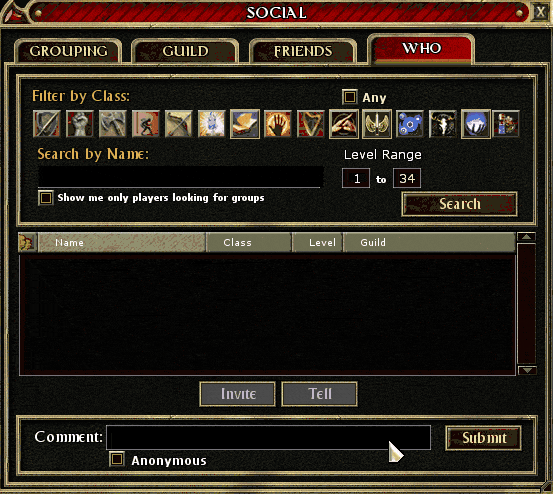 SOCIAL
X
GROUPING GUILD FRIENDS WHO
Filter by Class: Any
Search by Name: Level Range
1 to 34
Show me only players looking for groups
Search
Name Class Level Guild
Invite Tell
Comment: Submit
Anonymous